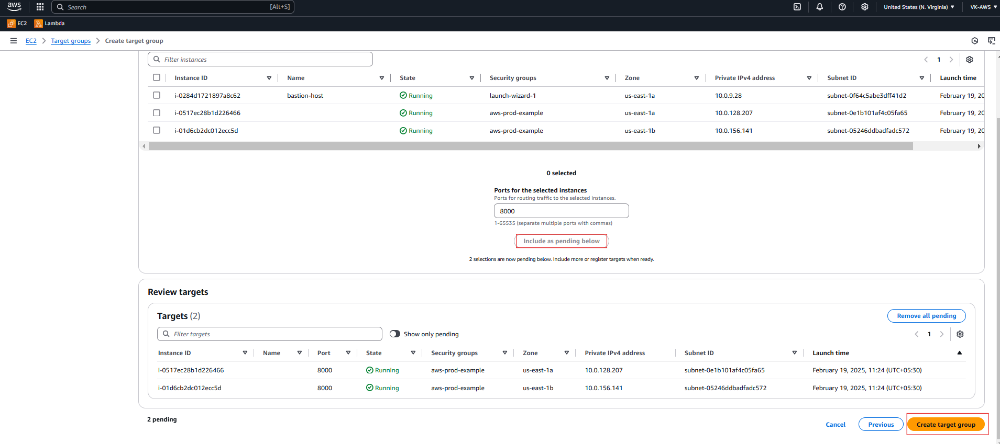 aws
Search [Alt+S] United States (N. Virginia) VK-AWS
EC2 Lambda
EC2 Target groups Create target group
Filter instances 1
Instance ID Name State Security groups Zone Private IPv4 address Subnet ID Launch time
i-0284d1721897a8c62 bastion-host Running launch-wizard-1 us-east-1a 10.0.9.28 subnet-0f64c5abe3dff41d2 February 19, 20
i-0517ec28b1d226466 Running aws-prod-example us-east-1a 10.0.128.207 subnet-0e1b101af4c05fa65 February 19, 20
i-01d6cb2dc012ecc5d Running aws-prod-example us-east-1b 10.0.156.141 subnet-05246ddbadfadc572 February 19, 20
0 selected
Ports for the selected instances
Ports for routing traffic to the selected instances.
8000
1-65535 (separate multiple ports with commas)
Include as pending below
2 selections are now pending below. Include more or register targets when ready.
Review targets
Targets (2) Remove all pending
Filter targets Show only pending 1
Instance ID Name Port State Security groups Zone Private IPv4 address Subnet ID Launch time
i-0517ec28b1d226466 8000 Running aws-prod-example us-east-1a 10.0.128.207 subnet-0e1b101af4c05fa65 February 19, 2025, 11:24 (UTC+05:30)
i-01d6cb2dc012ecc5d 8000 Running aws-prod-example us-east-1b 10.0.156.141 subnet-05246ddbadfadc572 February 19, 2025, 11:24 (UTC+05:30)
2 pending
Cancel Previous Create target group